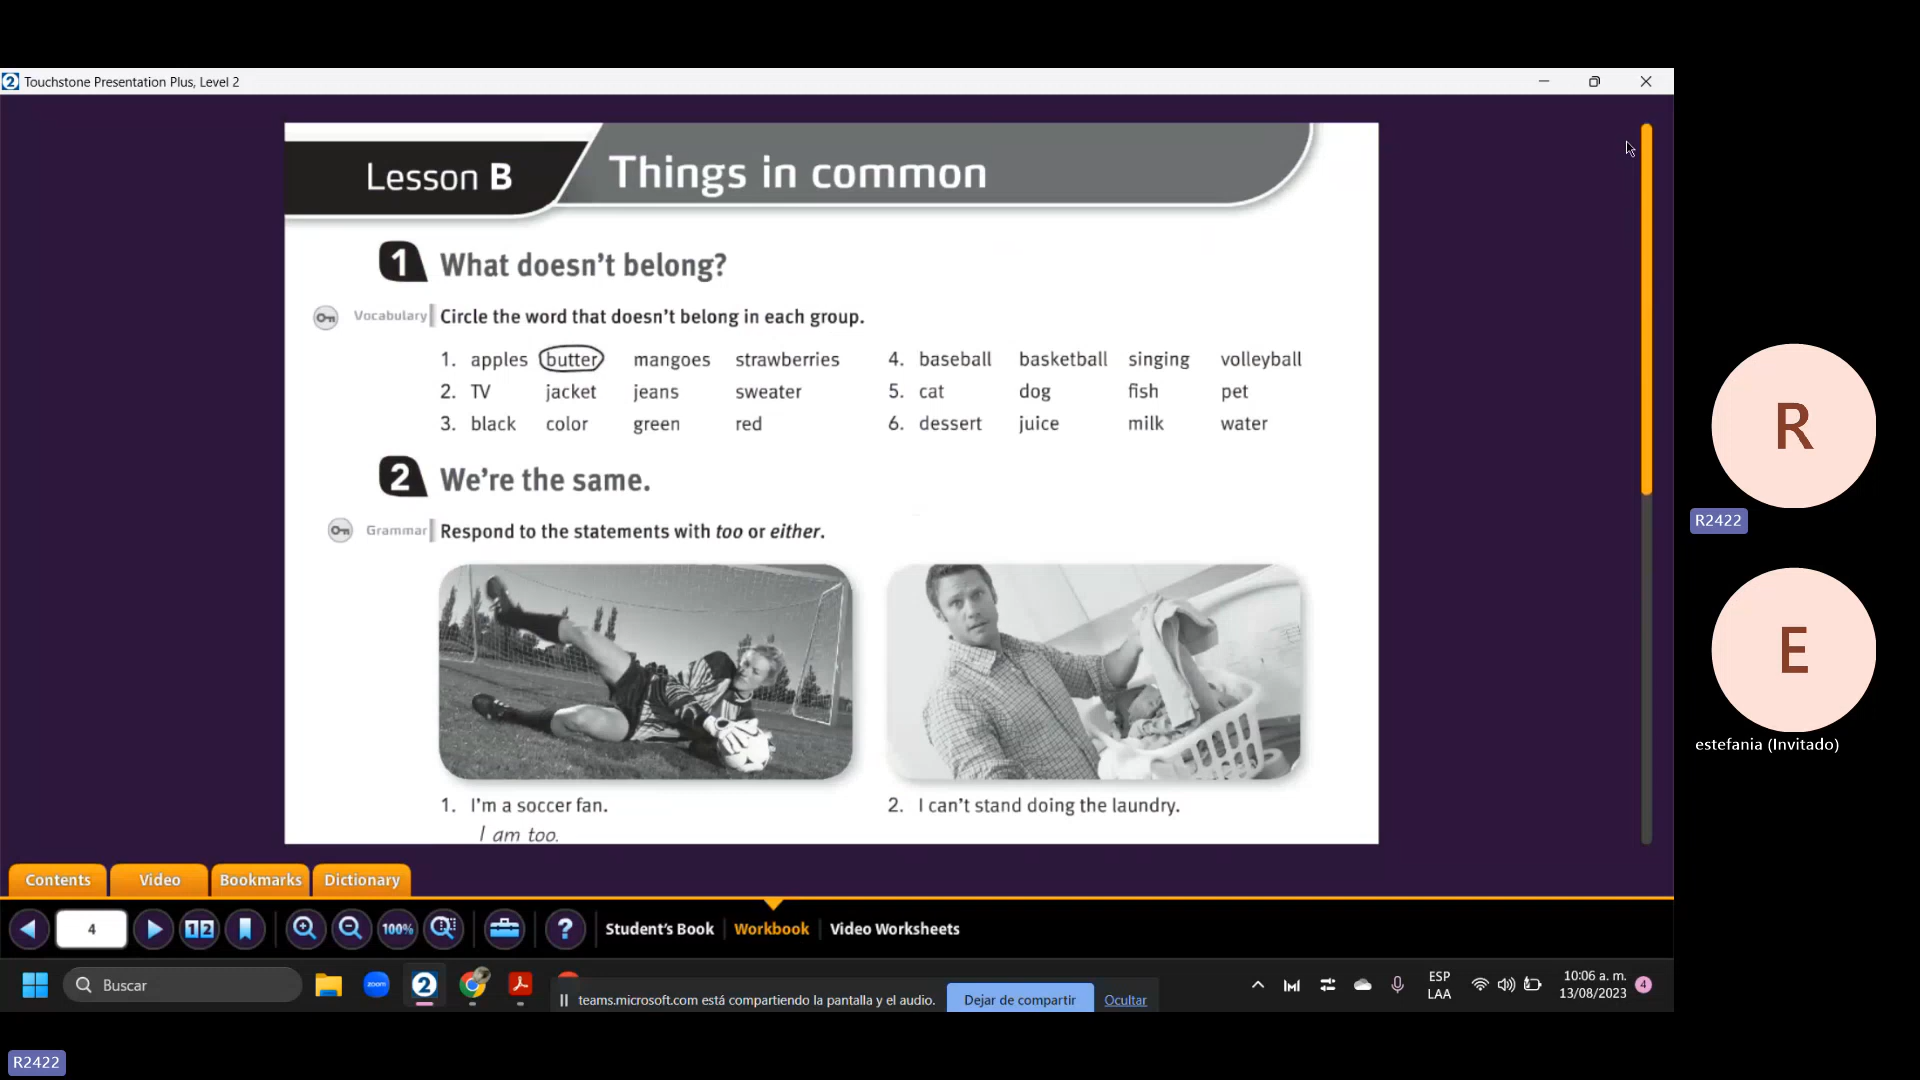 Touchstone Presentation Plus, Level 2
Lesson B
Things in common
1 What doesn't belong?
Vocabulary Circle the word that doesn't belong in each group.
1. apples butter mangoes strawberries
2. TV jacket jeans sweater
3. black color green red
4. baseball basketball singing volleyball
5. cat dog fish pet
6. dessert juice milk water
2 We're the same.
Grammar Respond to the statements with too or either.
1. I'm a soccer fan.
I am too.
2. I can't stand doing the laundry.
R
R2422
E
estefania (Invitado)
Contents Video Bookmarks Dictionary
4 12 100% ? Student's Book Workbook Video Worksheets
Buscar
zoom
2
teams.microsoft.com está compartiendo la pantalla y el audio. Dejar de compartir Ocultar
ESP
LAA
10:06 a. m.
13/08/2023
4
R2422